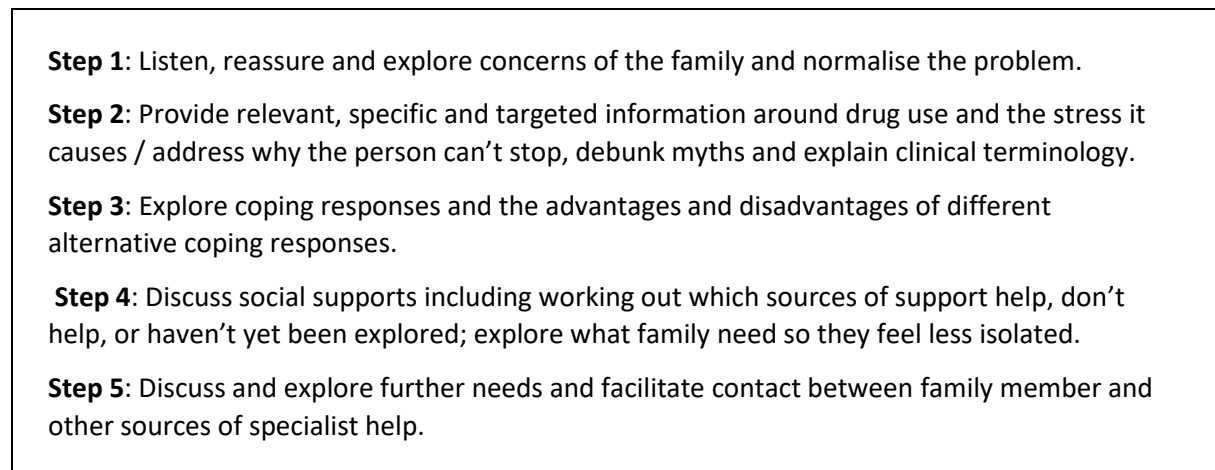 Step 1: Listen, reassure and explore concerns of the family and normalise the problem.
Step 2: Provide relevant, specific and targeted information around drug use and the stress it
causes / address why the person can’t stop, debunk myths and explain clinical terminology.
Step 3: Explore coping responses and the advantages and disadvantages of different
alternative coping responses.
Step 4: Discuss social supports including working out which sources of support help, don’t
help, or haven’t yet been explored; explore what family need so they feel less isolated.
Step 5: Discuss and explore further needs and facilitate contact between family member and
other sources of specialist help.